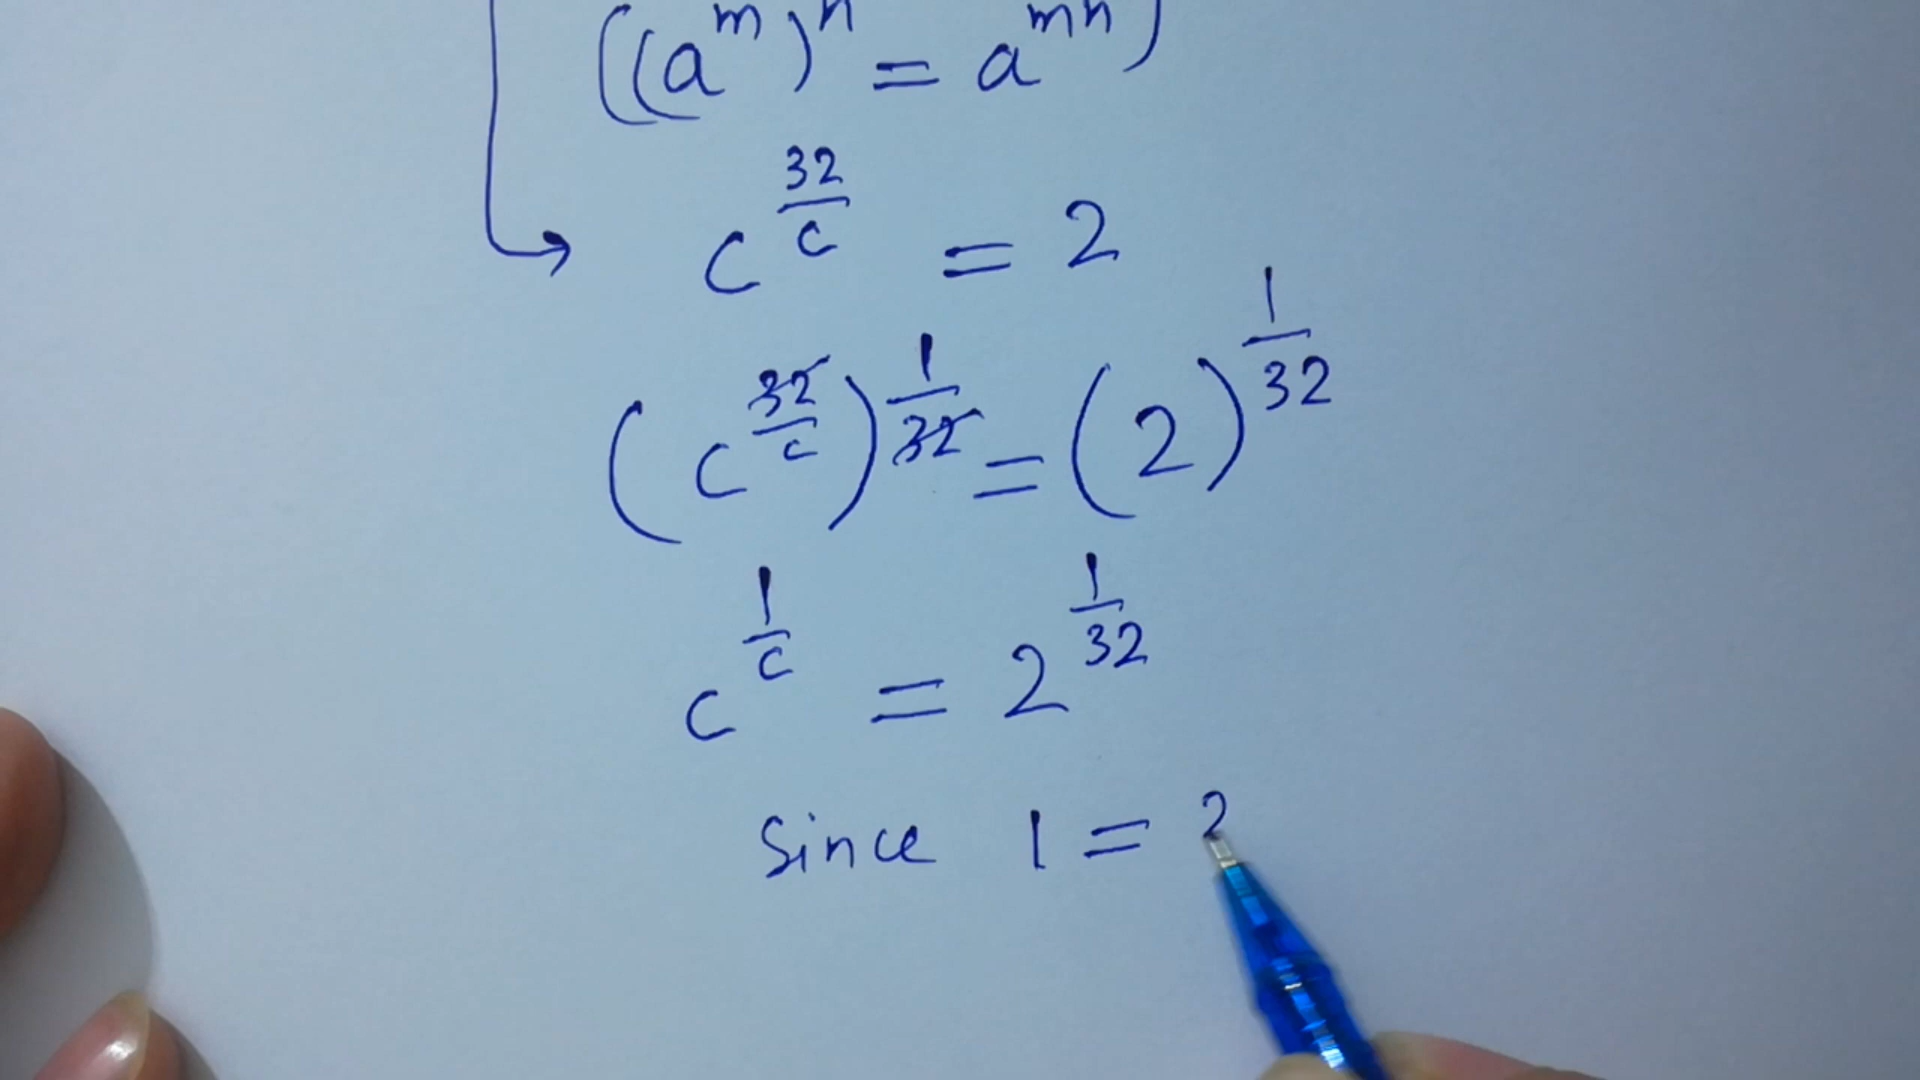 ((a^m)^n = a^mn)
c^(32/c) = 2
(c^(32/c))^(1/32) = (2)^(1/32)
c^(1/c) = 2^(1/32)
Since 1 = 2